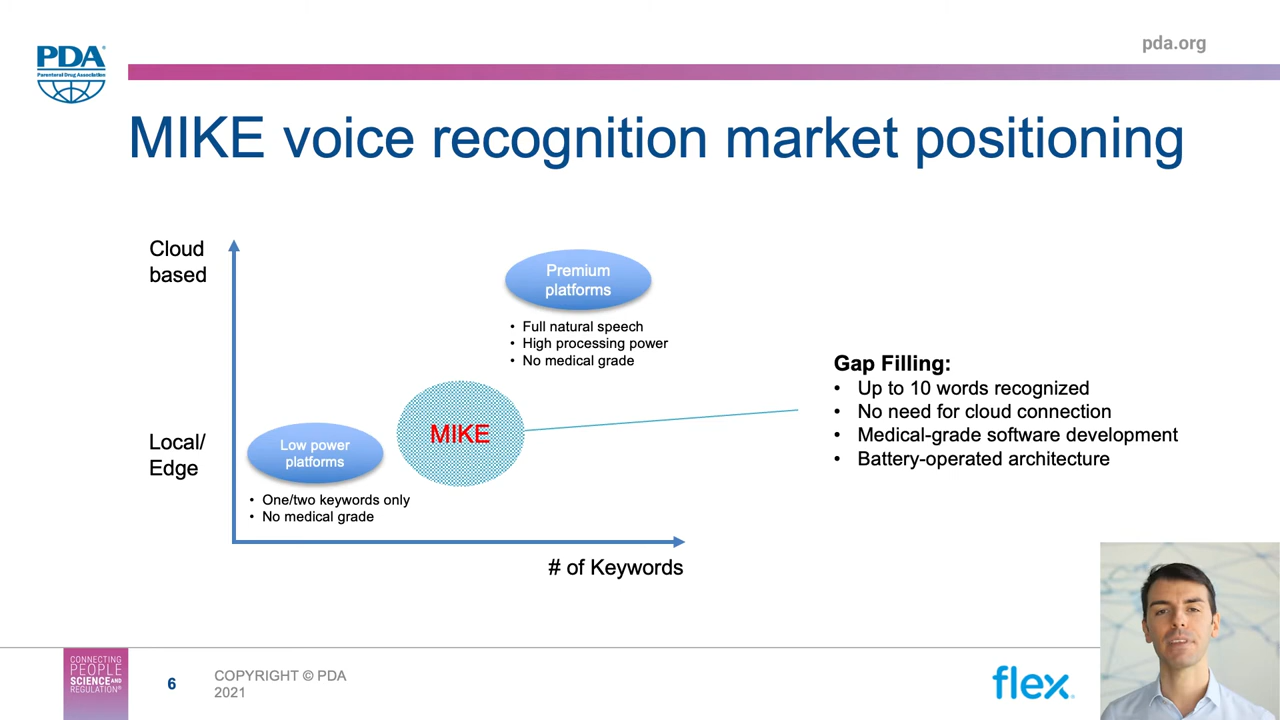 PDA®
Parenteral Drug Association
pda.org
MIKE voice recognition market positioning
Cloud
based
Premium
platforms
• Full natural speech
• High processing power
• No medical grade
Gap Filling:
• Up to 10 words recognized
• No need for cloud connection
• Medical-grade software development
• Battery-operated architecture
MIKE
Local/
Edge
Low power
platforms
• One/two keywords only
• No medical grade
# of Keywords
CONNECTING
PEOPLE
SCIENCE AND
REGULATION®
6
COPYRIGHT © PDA
2021
flex.